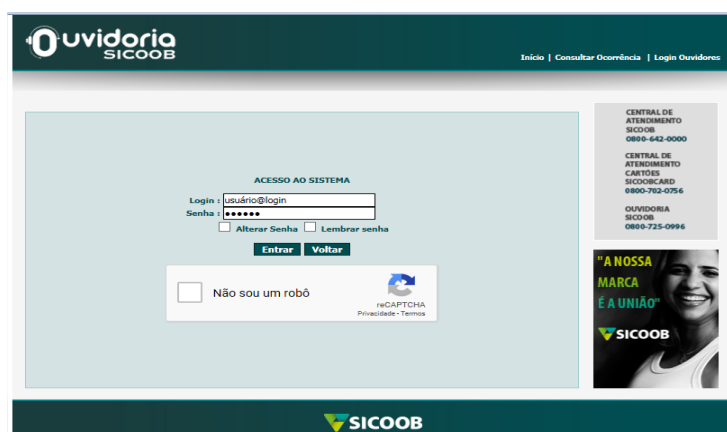 Ouvidoria
SICOOB
Início | Consultar Ocorrência | Login Ouvidores
ACESSO AO SISTEMA
Login : usuário@login
Senha : ●●●●●●
Alterar Senha Lembrar senha
Entrar Voltar
Não sou um robô
reCAPTCHA
Privacidade - Termos
CENTRAL DE
ATENDIMENTO
SICOOB
0800-642-0000
CENTRAL DE
ATENDIMENTO
CARTÕES
SICOOBCARD
0800-702-0756
OUVIDORIA
SICOOB
0800-725-0996
"A NOSSA
MARCA
É A UNIÃO"
SICOOB
SICOOB